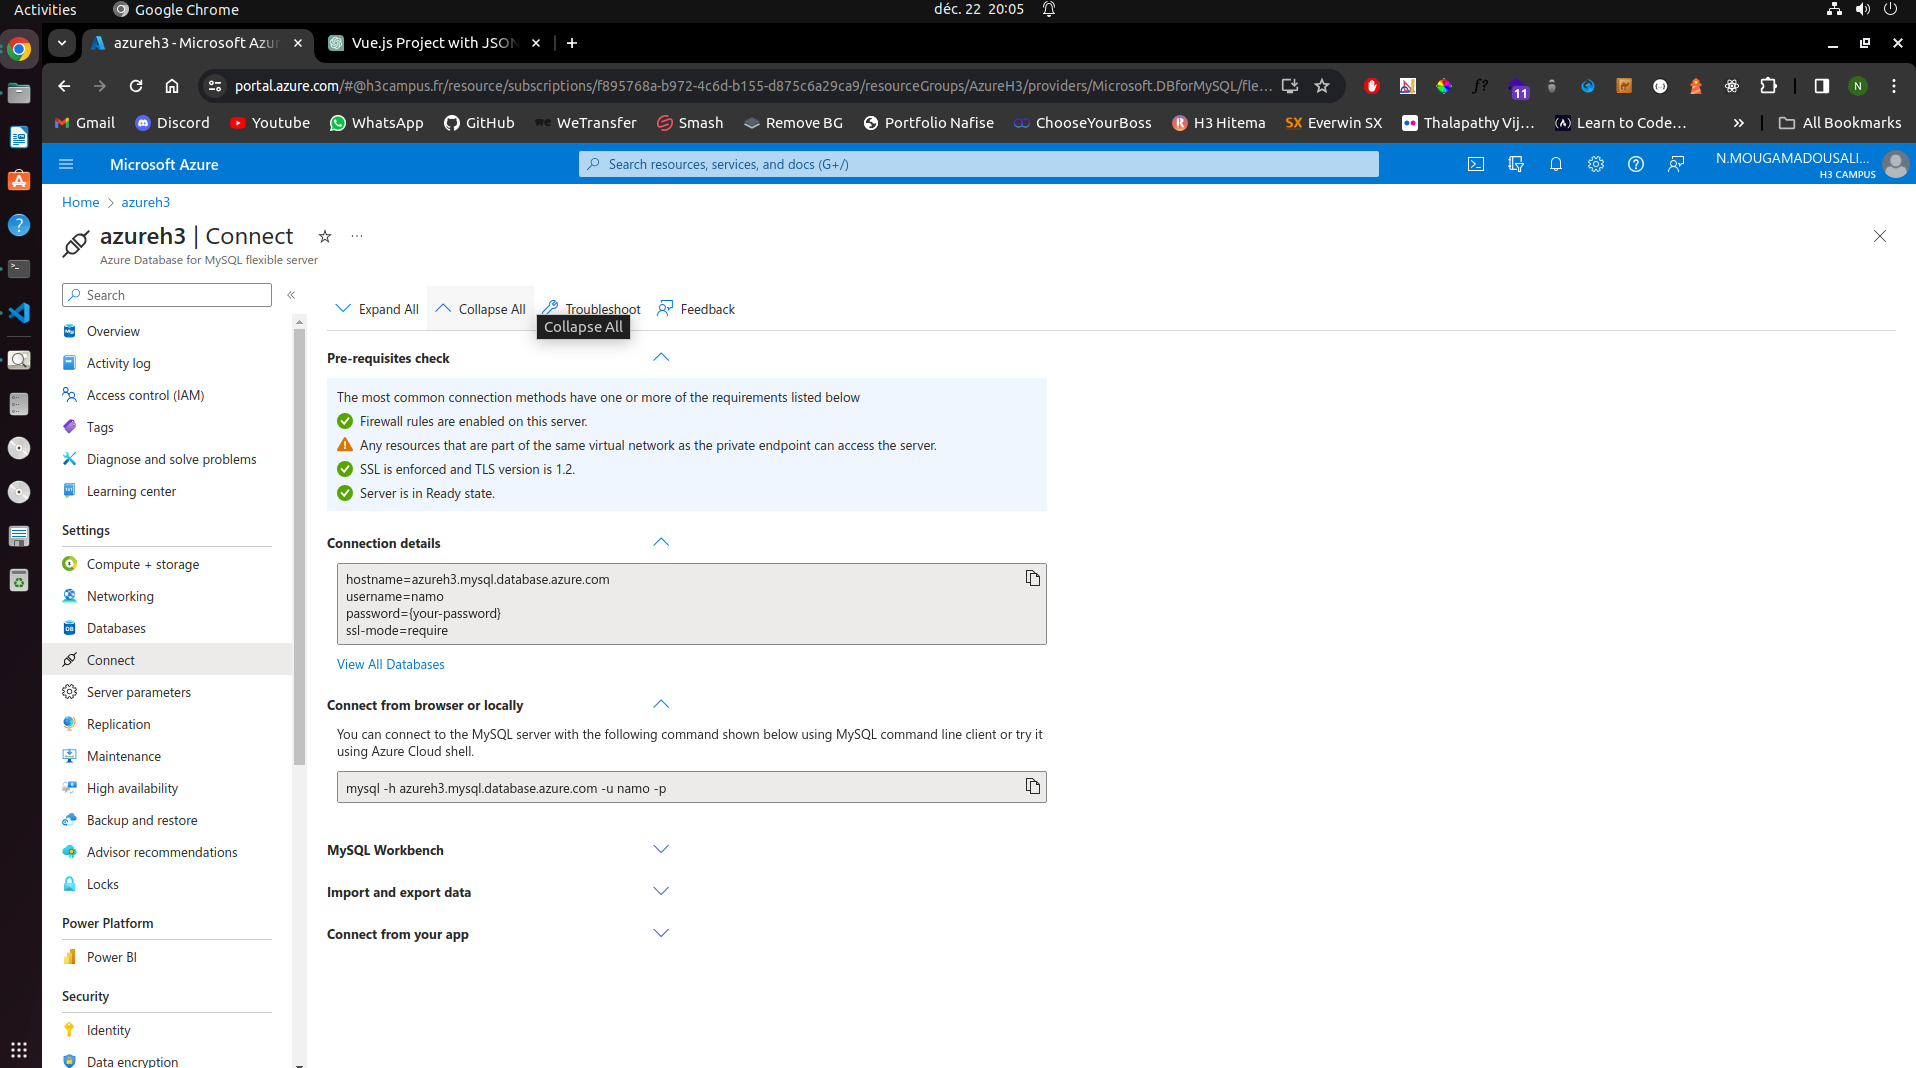 Activities
Google Chrome
déc. 22 20:05
azureh3 - Microsoft Azur
Vue.js Project with JSON
portal.azure.com/#@h3campus.fr/resource/subscriptions/f895768a-b972-4c6d-b155-d875c6a29ca9/resourceGroups/AzureH3/providers/Microsoft.DBforMySQL/fle...
11
N
Gmail
Discord
Youtube
WhatsApp
GitHub
WeTransfer
Smash
Remove BG
Portfolio Nafise
ChooseYourBoss
H3 Hitema
SX Everwin SX
Thalapathy Vij...
Learn to Code...
»
All Bookmarks
Microsoft Azure
Search resources, services, and docs (G+/)
N.MOUGAMADOUSALI...
H3 CAMPUS
Home > azureh3
azureh3 | Connect
Azure Database for MySQL flexible server
Search
Overview
Activity log
Access control (IAM)
Tags
Diagnose and solve problems
Learning center
Settings
Compute + storage
Networking
Databases
Connect
Server parameters
Replication
Maintenance
High availability
Backup and restore
Advisor recommendations
Locks
Power Platform
Power BI
Security
Identity
Data encryption
Expand All
Collapse All
Troubleshoot
Feedback
Collapse All
Pre-requisites check
The most common connection methods have one or more of the requirements listed below
Firewall rules are enabled on this server.
Any resources that are part of the same virtual network as the private endpoint can access the server.
SSL is enforced and TLS version is 1.2.
Server is in Ready state.
Connection details
hostname=azureh3.mysql.database.azure.com
username=namo
password={your-password}
ssl-mode=require
View All Databases
Connect from browser or locally
You can connect to the MySQL server with the following command shown below using MySQL command line client or try it
using Azure Cloud shell.
mysql -h azureh3.mysql.database.azure.com -u namo -p
MySQL Workbench
Import and export data
Connect from your app